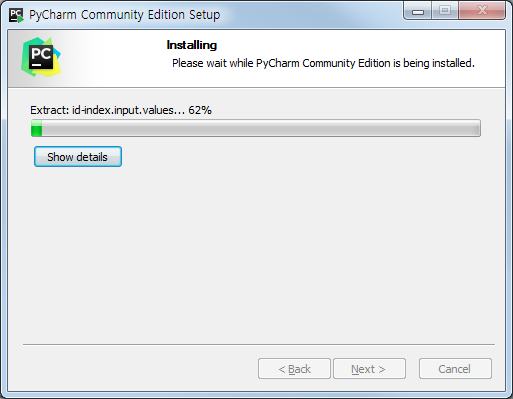 PyCharm Community Edition Setup
PC
Installing
Please wait while PyCharm Community Edition is being installed.
Extract: id-index.input.values... 62%
Show details
< Back
Next >
Cancel